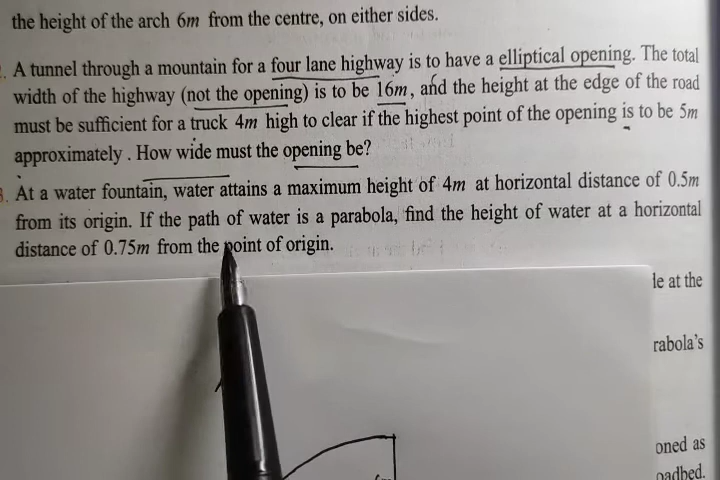 the height of the arch 6m from the centre, on either sides.
. A tunnel through a mountain for a four lane highway is to have a elliptical opening. The total
width of the highway (not the opening) is to be 16m, and the height at the edge of the road
must be sufficient for a truck 4m high to clear if the highest point of the opening is to be 5m
approximately . How wide must the opening be?
3. At a water fountain, water attains a maximum height of 4m at horizontal distance of 0.5m
from its origin. If the path of water is a parabola, find the height of water at a horizontal
distance of 0.75m from the point of origin.
le at the
rabola's
oned as
oadbed.